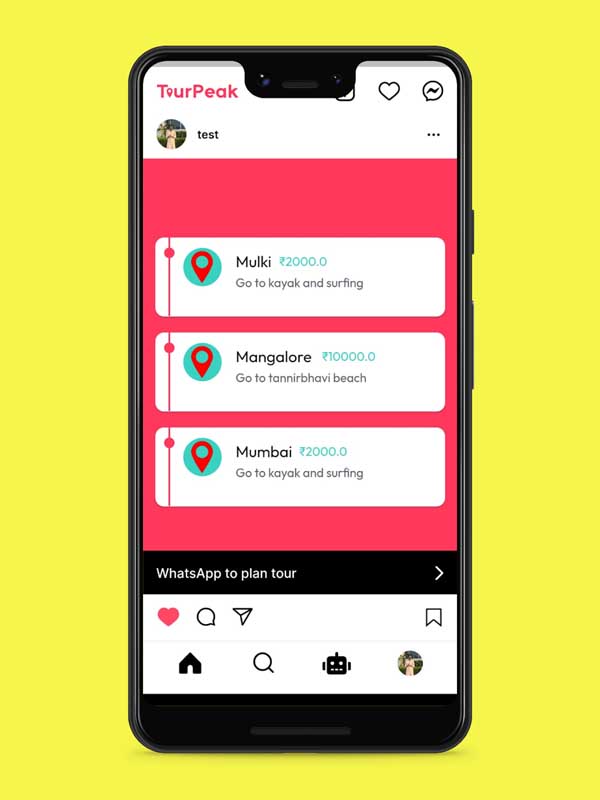 TourPeak
test
Mulki ₹2000.0
Go to kayak and surfing
Mangalore ₹10000.0
Go to tannirbhavi beach
Mumbai ₹2000.0
Go to kayak and surfing
WhatsApp to plan tour